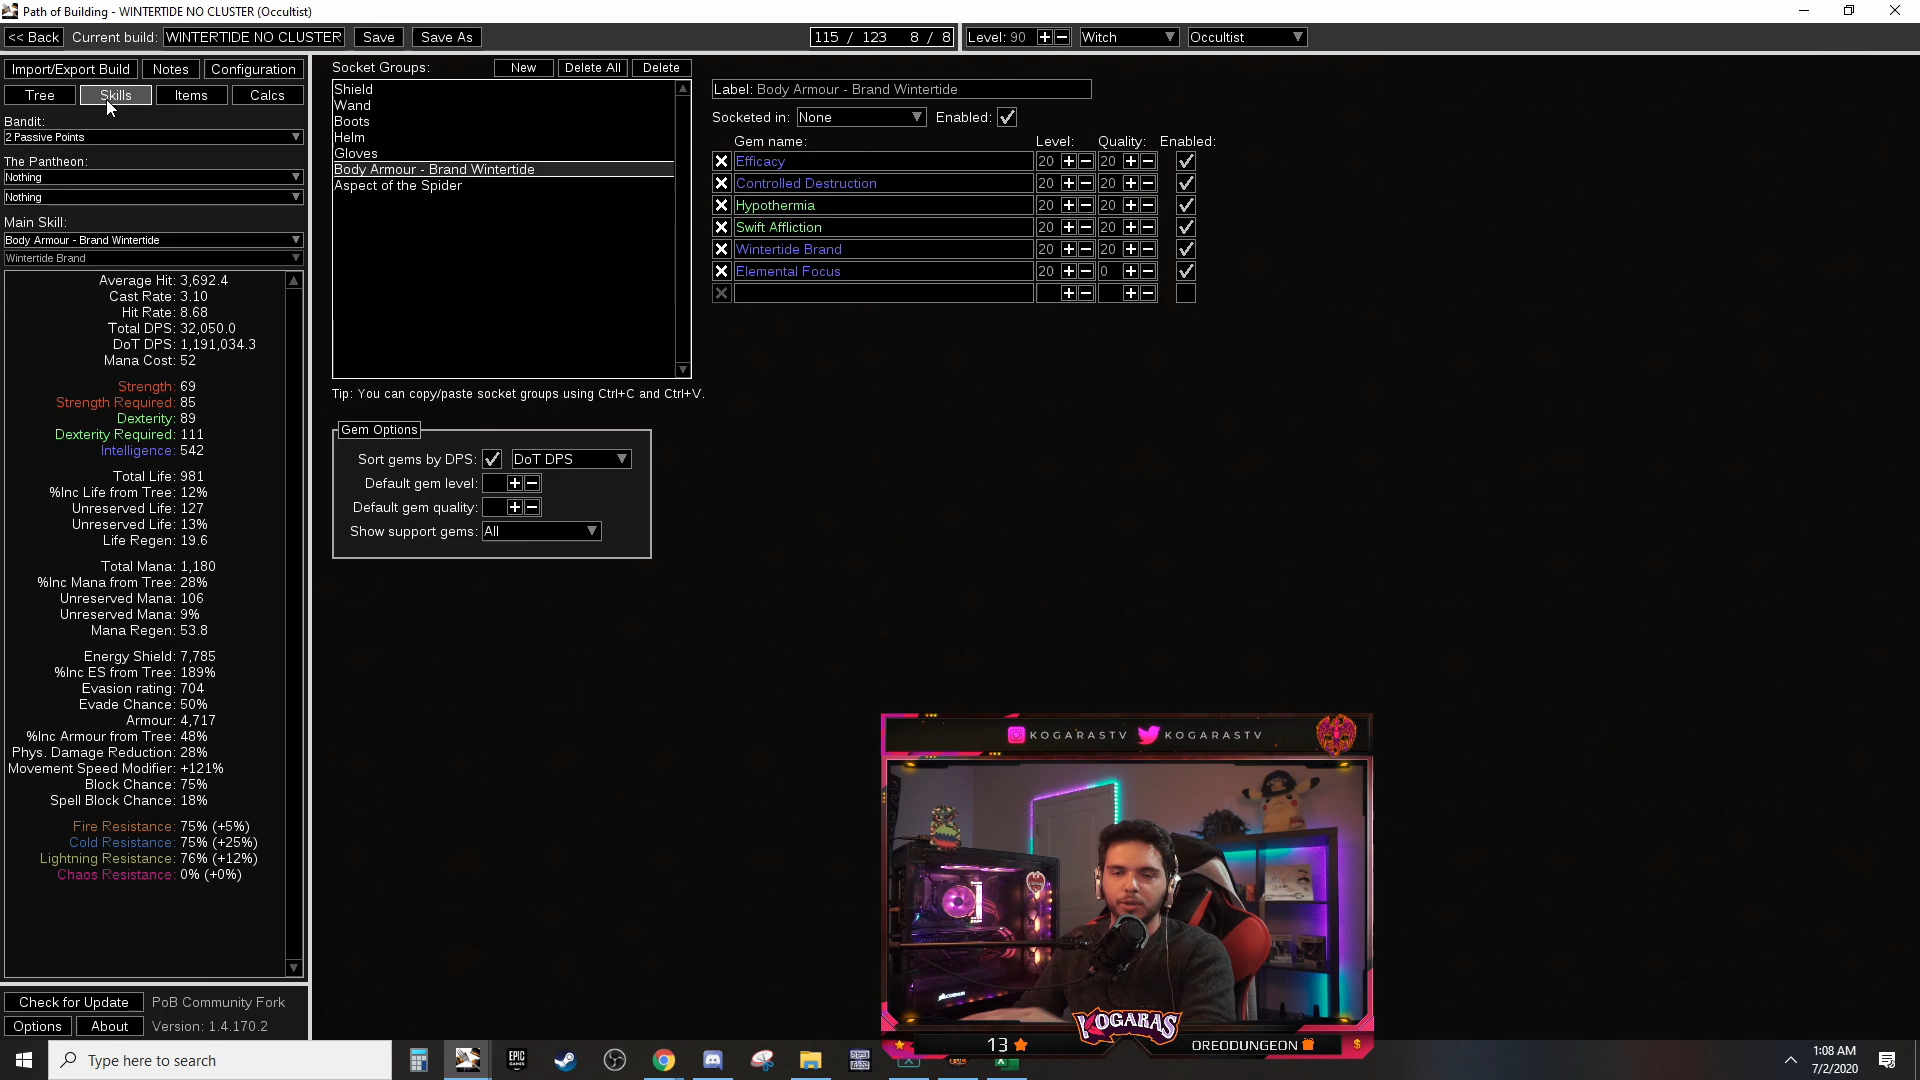 Path of Building - WINTERTIDE NO CLUSTER (Occultist)
<< Back Current build: WINTERTIDE NO CLUSTER Save Save As 115 / 123 8 / 8 Level: 90 Witch Occultist
Import/Export Build Notes Configuration
Tree Skills Items Calcs
Bandit:
2 Passive Points
The Pantheon:
Nothing
Nothing
Main Skill:
Body Armour - Brand Wintertide
Wintertide Brand
Average Hit: 3,692.4
Cast Rate: 3.10
Hit Rate: 8.68
Total DPS: 32,050.0
DoT DPS: 1,191,034.3
Mana Cost: 52
Strength: 69
Strength Required: 85
Dexterity: 89
Dexterity Required: 111
Intelligence: 542
Total Life: 981
%Inc Life from Tree: 12%
Unreserved Life: 127
Unreserved Life: 13%
Life Regen: 19.6
Total Mana: 1,180
%Inc Mana from Tree: 28%
Unreserved Mana: 106
Unreserved Mana: 9%
Mana Regen: 53.8
Energy Shield: 7,785
%Inc ES from Tree: 189%
Evasion rating: 704
Evade Chance: 50%
Armour: 4,717
%Inc Armour from Tree: 48%
Phys. Damage Reduction: 28%
Movement Speed Modifier: +121%
Block Chance: 75%
Spell Block Chance: 18%
Fire Resistance: 75% (+5%)
Cold Resistance: 75% (+25%)
Lightning Resistance: 76% (+12%)
Chaos Resistance: 0% (+0%)
Check for Update PoB Community Fork
Options About Version: 1.4.170.2
Socket Groups: New Delete All Delete
Shield
Wand
Boots
Helm
Gloves
Body Armour - Brand Wintertide
Aspect of the Spider
Tip: You can copy/paste socket groups using Ctrl+C and Ctrl+V.
Gem Options
Sort gems by DPS: DoT DPS
Default gem level:
Default gem quality:
Show support gems: All
Label: Body Armour - Brand Wintertide
Socketed in: None Enabled:
Gem name: Level: Quality: Enabled:
Efficacy 20 20
Controlled Destruction 20 20
Hypothermia 20 20
Swift Affliction 20 20
Wintertide Brand 20 20
Elemental Focus 20 0
KOGARASTV KOGARASTV
KOGARAS
13 OREODUNGEON
Type here to search
EPIC GAMES
1:08 AM
7/2/2020